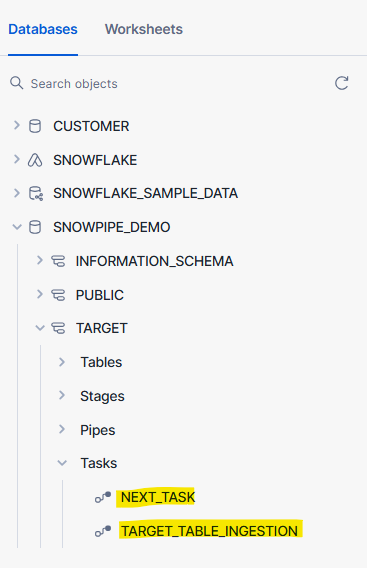 Databases Worksheets
Search objects
CUSTOMER
SNOWFLAKE
SNOWFLAKE_SAMPLE_DATA
SNOWPIPE_DEMO
INFORMATION_SCHEMA
PUBLIC
TARGET
Tables
Stages
Pipes
Tasks
NEXT_TASK
TARGET_TABLE_INGESTION